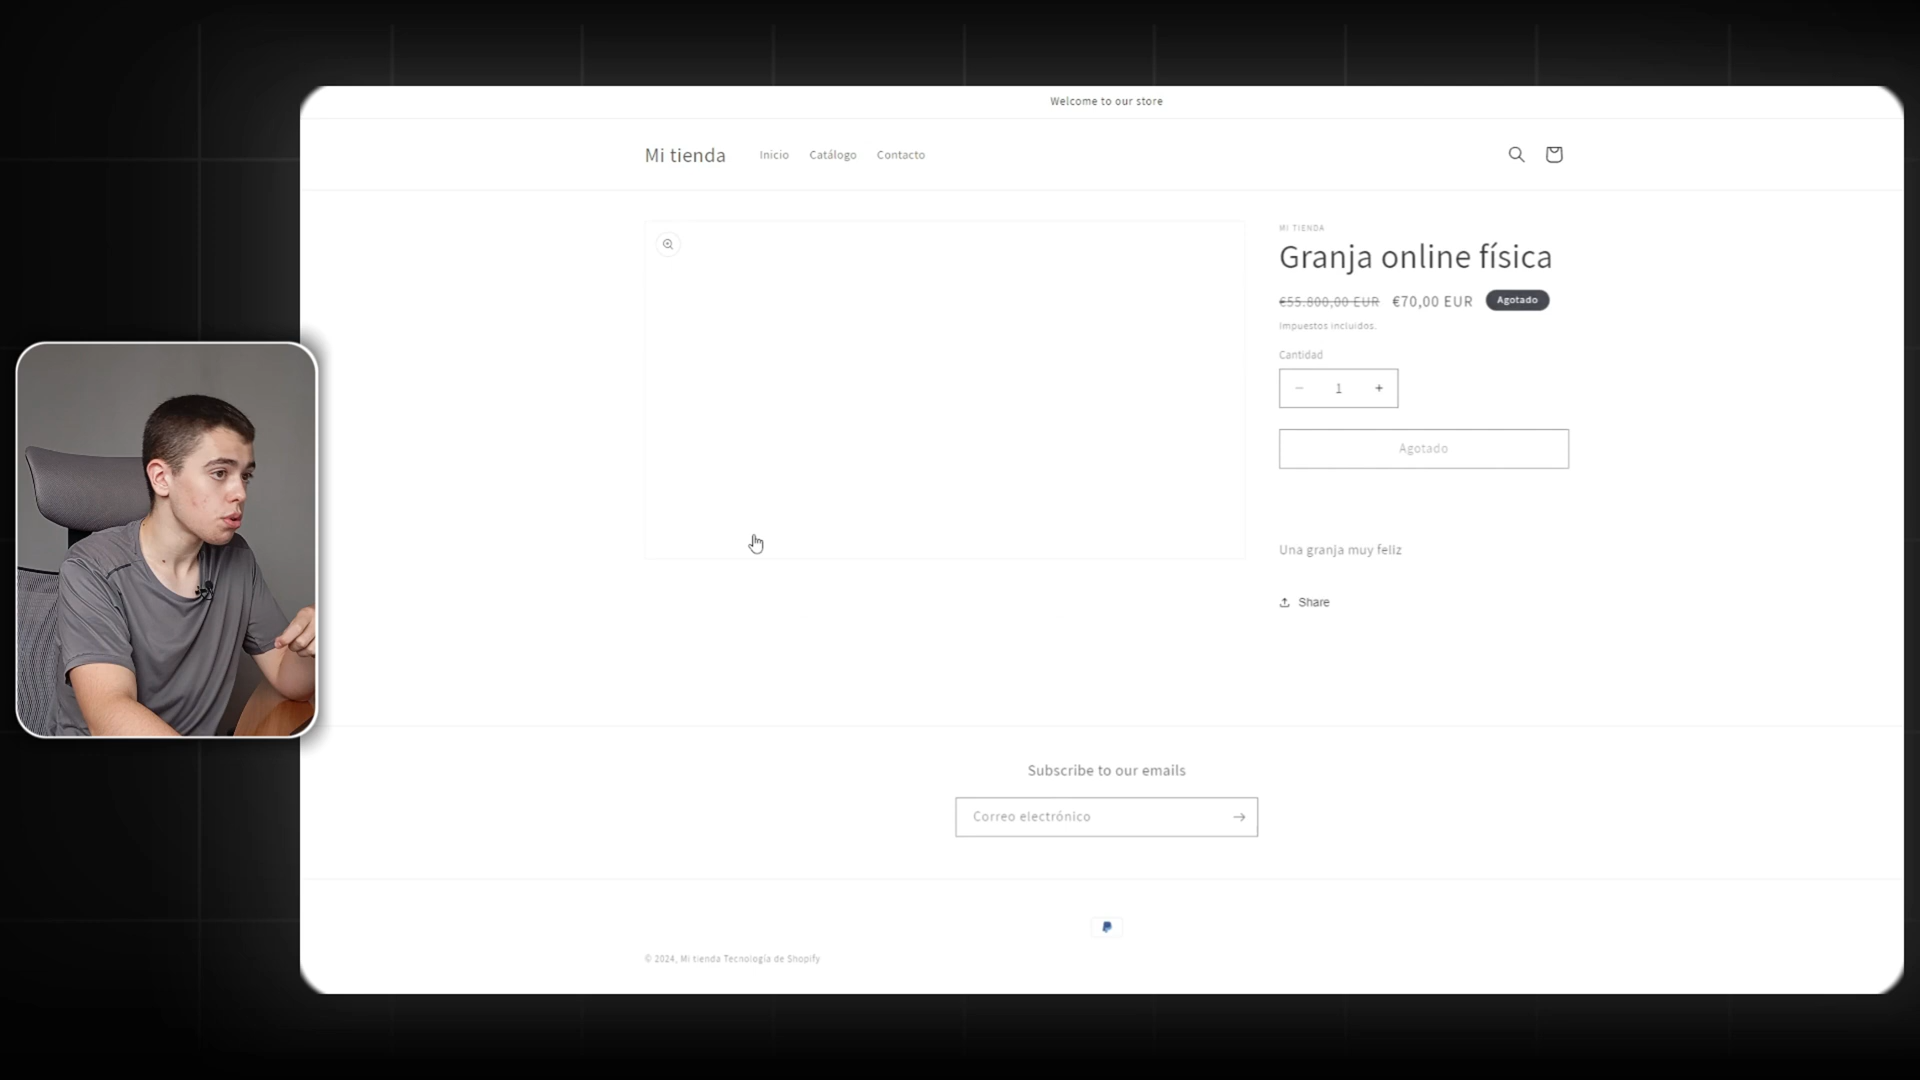 Welcome to our store
Mi tienda
Inicio
Catálogo
Contacto
MI TIENDA
Granja online física
€55.800,00 EUR €70,00 EUR Agotado
Impuestos incluidos.
Cantidad
− 1 +
Agotado
Una granja muy feliz
Share
Subscribe to our emails
Correo electrónico
© 2024, Mi tienda Tecnología de Shopify